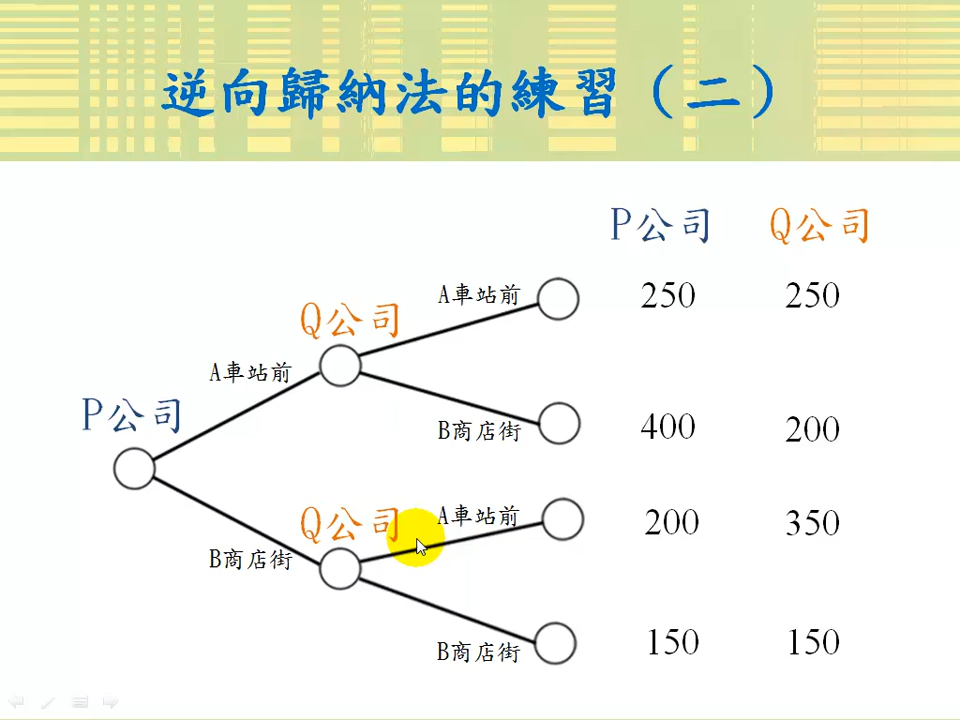 逆向歸納法的練習（二）
P公司 Q公司
A車站前 250 250
Q公司
A車站前
B商店街 400 200
P公司
Q公司 A車站前 200 350
B商店街
B商店街 150 150